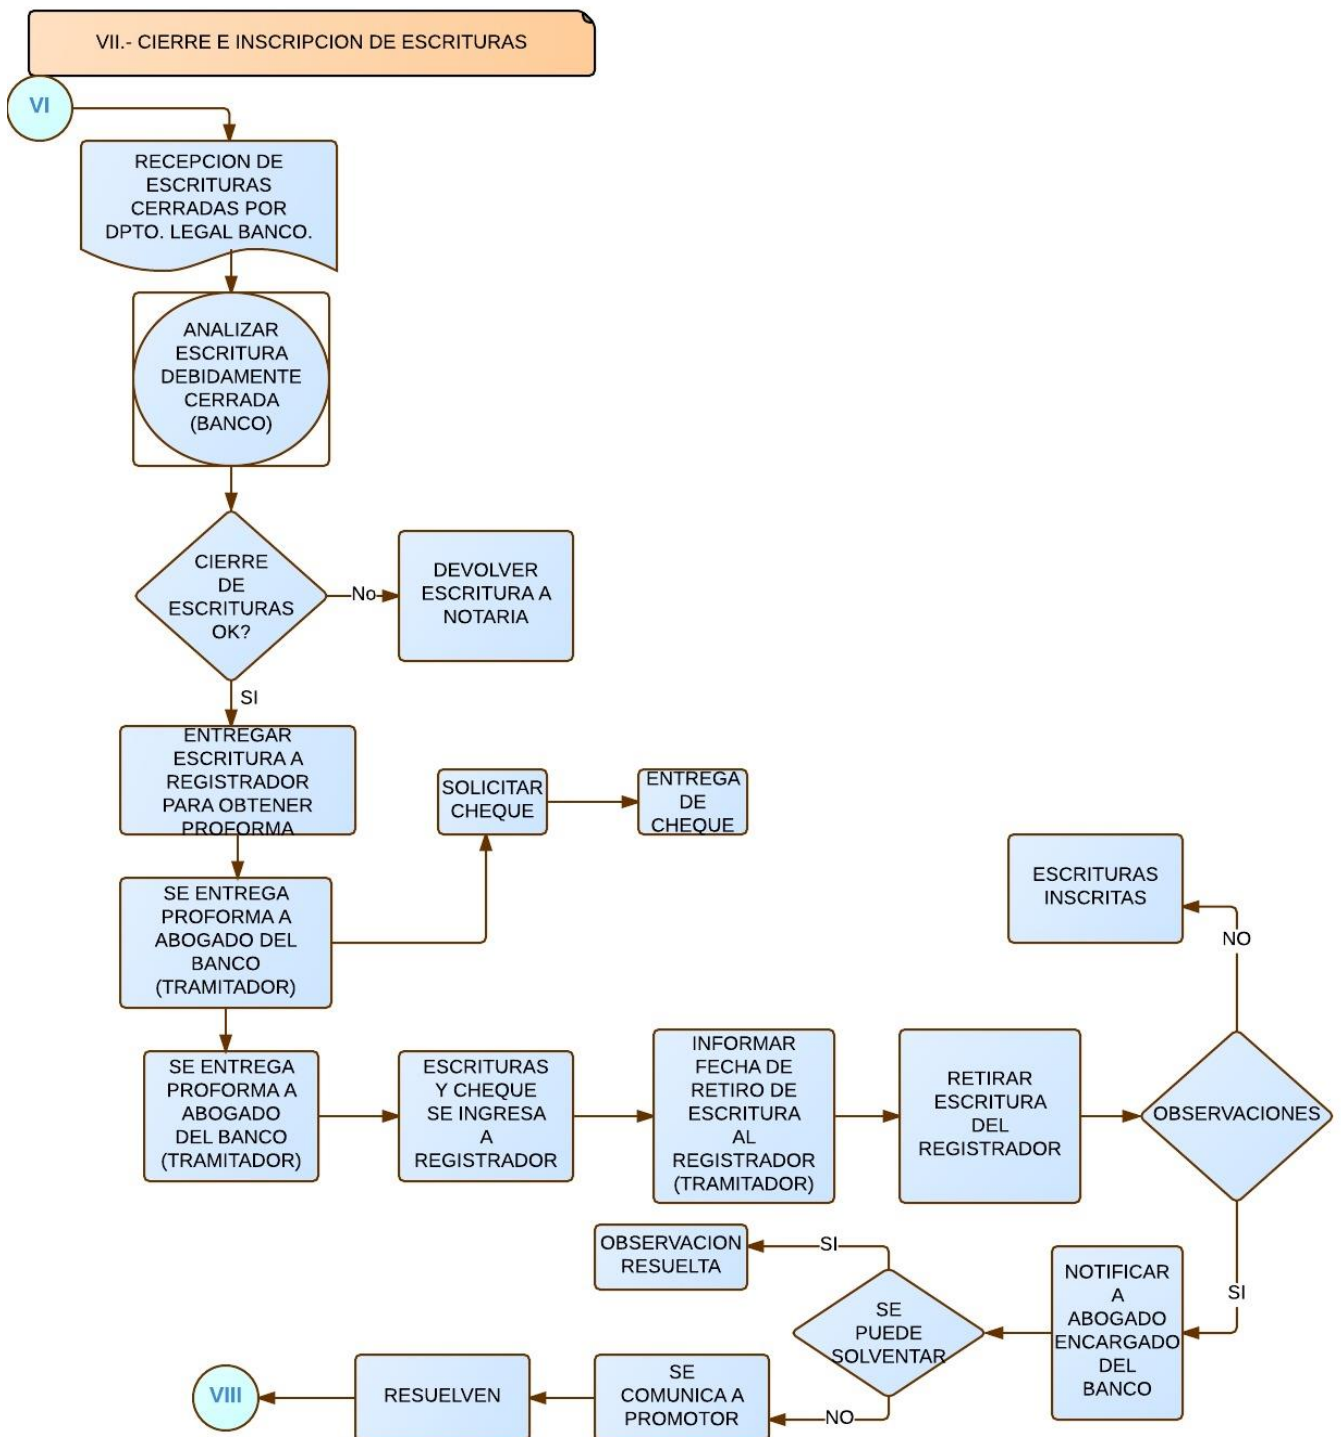 VII.- CIERRE E INSCRIPCION DE ESCRITURAS
VI
RECEPCION DE
ESCRITURAS
CERRADAS POR
DPTO. LEGAL BANCO.
ANALIZAR
ESCRITURA
DEBIDAMENTE
CERRADA
(BANCO)
CIERRE
DE
ESCRITURAS
OK?
No
DEVOLVER
ESCRITURA A
NOTARIA
SI
ENTREGAR
ESCRITURA A
REGISTRADOR
PARA OBTENER
PROFORMA
SOLICITAR
CHEQUE
ENTREGA
DE
CHEQUE
SE ENTREGA
PROFORMA A
ABOGADO DEL
BANCO
(TRAMITADOR)
SE ENTREGA
PROFORMA A
ABOGADO
DEL BANCO
(TRAMITADOR)
ESCRITURAS
Y CHEQUE
SE INGRESA
A
REGISTRADOR
INFORMAR
FECHA DE
RETIRO DE
ESCRITURA
AL
REGISTRADOR
(TRAMITADOR)
RETIRAR
ESCRITURA
DEL
REGISTRADOR
OBSERVACIONES
NO
ESCRITURAS
INSCRITAS
SI
NOTIFICAR
A
ABOGADO
ENCARGADO
DEL
BANCO
SE
PUEDE
SOLVENTAR
SI
OBSERVACION
RESUELTA
NO
SE
COMUNICA A
PROMOTOR
RESUELVEN
VIII